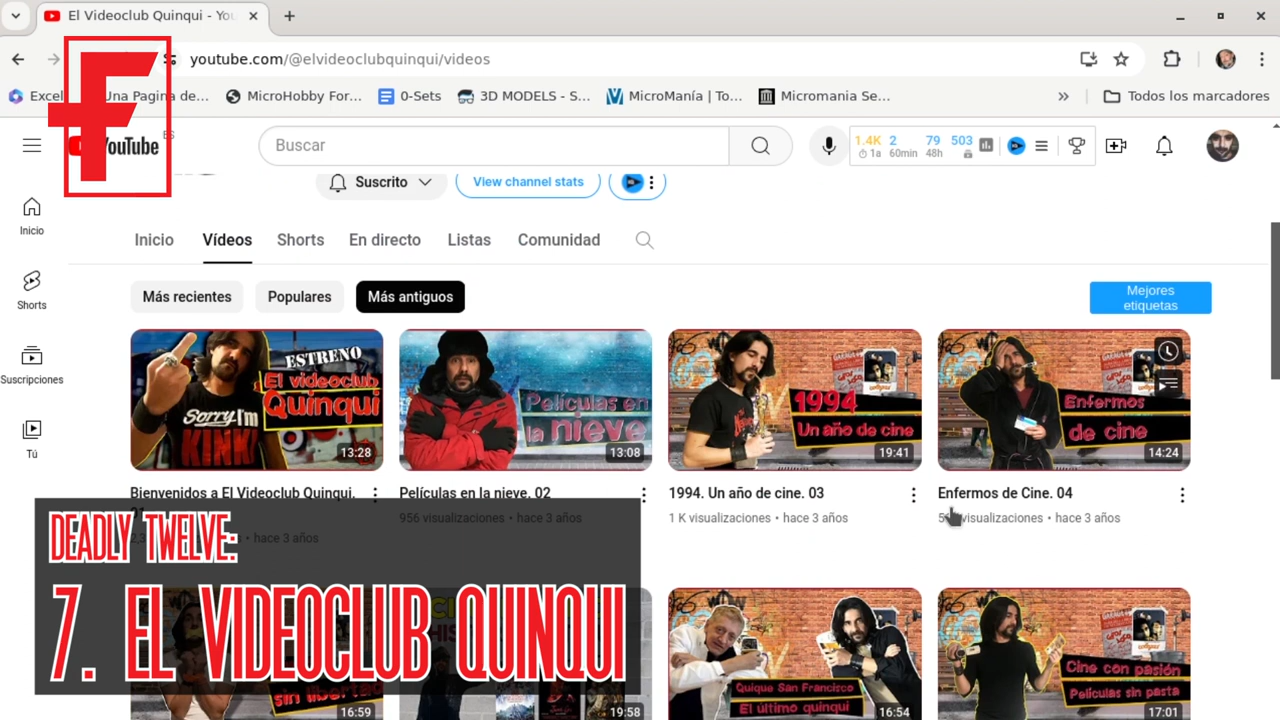 El Videoclub Quinqui - You
youtube.com/@elvideoclubquinqui/videos
Excel
Una Pagina de...
MicroHobby For...
0-Sets
3D MODELS - S...
MicroManía | To...
Micromania Se...
»
Todos los marcadores
F
YouTube
ES
Buscar
1.4K
2
79
503
1a
60min
48h
Suscrito
View channel stats
Inicio
Shorts
Suscripciones
Tú
Inicio
Vídeos
Shorts
En directo
Listas
Comunidad
Más recientes
Populares
Más antiguos
Mejores
etiquetas
ESTRENO
El videoclub
Quinqui
Sorry I'm
KINKI
13:28
Películas en
la nieve
13:08
1994
Un año de cine
19:41
Enfermos
de cine
14:24
Bienvenidos a El Videoclub Quinqui.
01
hace 3 años
Películas en la nieve. 02
956 visualizaciones • hace 3 años
1994. Un año de cine. 03
1 K visualizaciones • hace 3 años
Enfermos de Cine. 04
visualizaciones • hace 3 años
DEADLY TWELVE:
7. EL VIDEOCLUB QUINQUI
sin libertad
16:59
19:58
Quique San Francisco
El último quinqui
16:54
Cine con pasión
Películas sin pasta
17:01